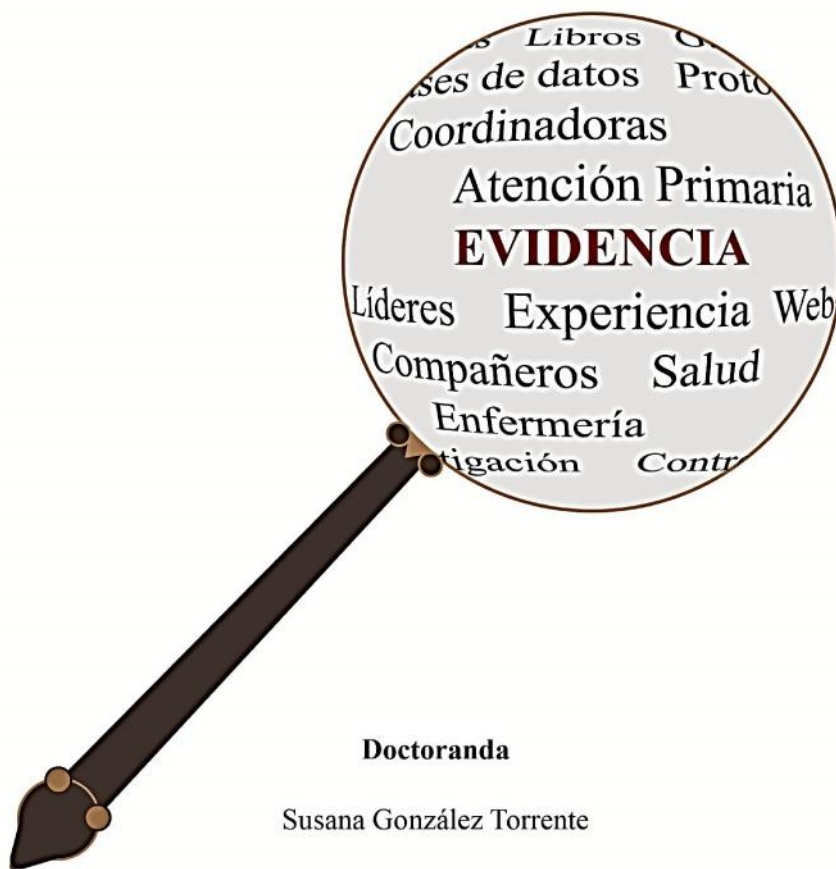 Libros
de datos
Coordinadoras
Atención Primaria
EVIDENCIA
Líderes Experiencia Web
Compañeros Salud
Enfermería
Doctoranda
Susana González Torrente